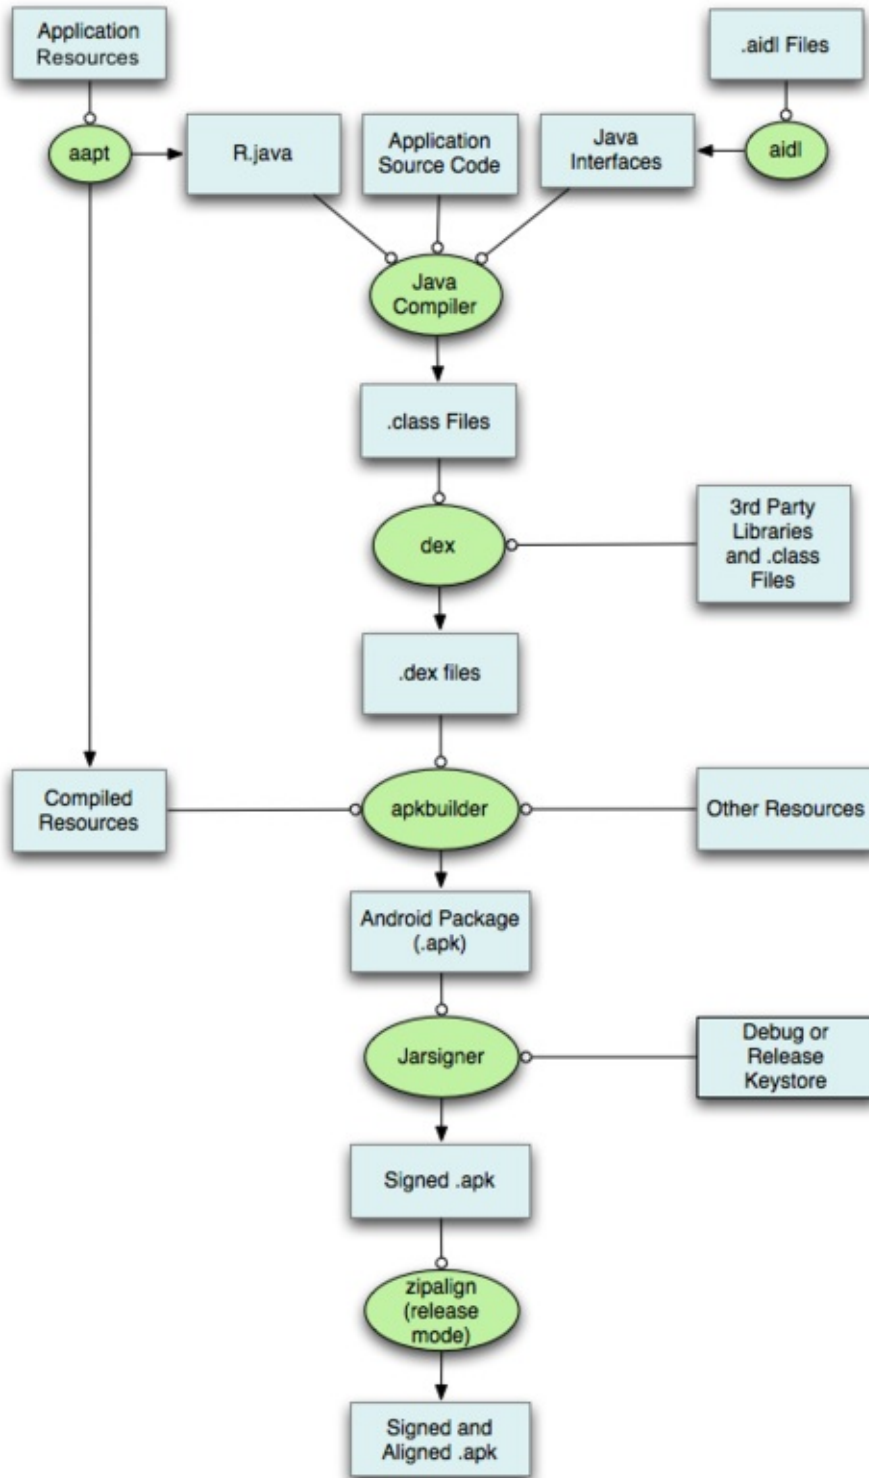 Application
Resources
.aidl Files
aapt
R.java
Application
Source Code
Java
Interfaces
aidl
Java
Compiler
.class Files
dex
3rd Party
Libraries
and .class
Files
.dex files
Compiled
Resources
apkbuilder
Other Resources
Android Package
(.apk)
Jarsigner
Debug or
Release
Keystore
Signed .apk
zipalign
(release
mode)
Signed and
Aligned .apk